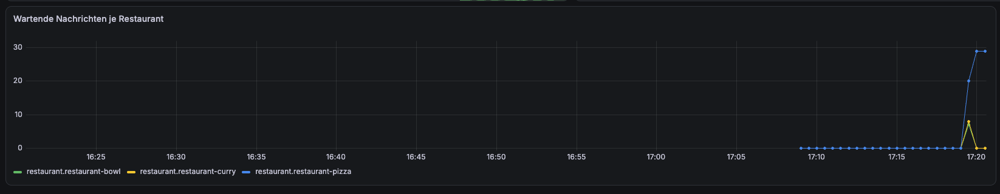 Wartende Nachrichten je Restaurant
30
20
10
0
16:25 16:30 16:35 16:40 16:45 16:50 16:55 17:00 17:05 17:10 17:15 17:20
restaurant.restaurant-bowl restaurant.restaurant-curry restaurant.restaurant-pizza